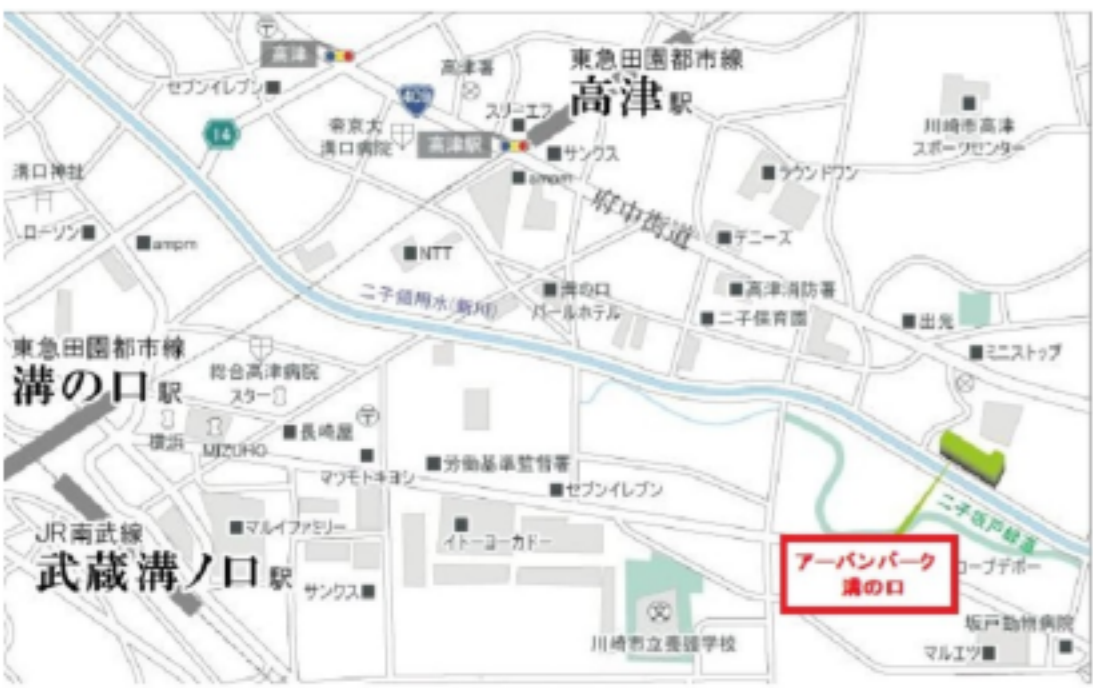 高津
セブンイレブン
14
409
高津署
スリーエフ
東急田園都市線
高津駅
帝京大
溝口病院
高津駅
サンクス
ampm
川崎市高津
スポーツセンター
ラウンドワン
溝口神社
ローソン
ampm
NTT
府中街道
デニーズ
二子領用水(新川)
溝の口
パールホテル
高津消防署
二子保育園
出光
ミニストップ
東急田園都市線
溝の口駅
総合高津病院
スター
横浜
MIZUHO
長崎屋
マツモトキヨシ
労働基準監督署
セブンイレブン
JR南武線
武蔵溝ノ口駅
マルイファミリー
イトーヨーカドー
サンクス
二子坂戸緑道
アーバンパーク
溝の口
コープデポー
川崎市立養護学校
坂戸動物病院
マルエツ